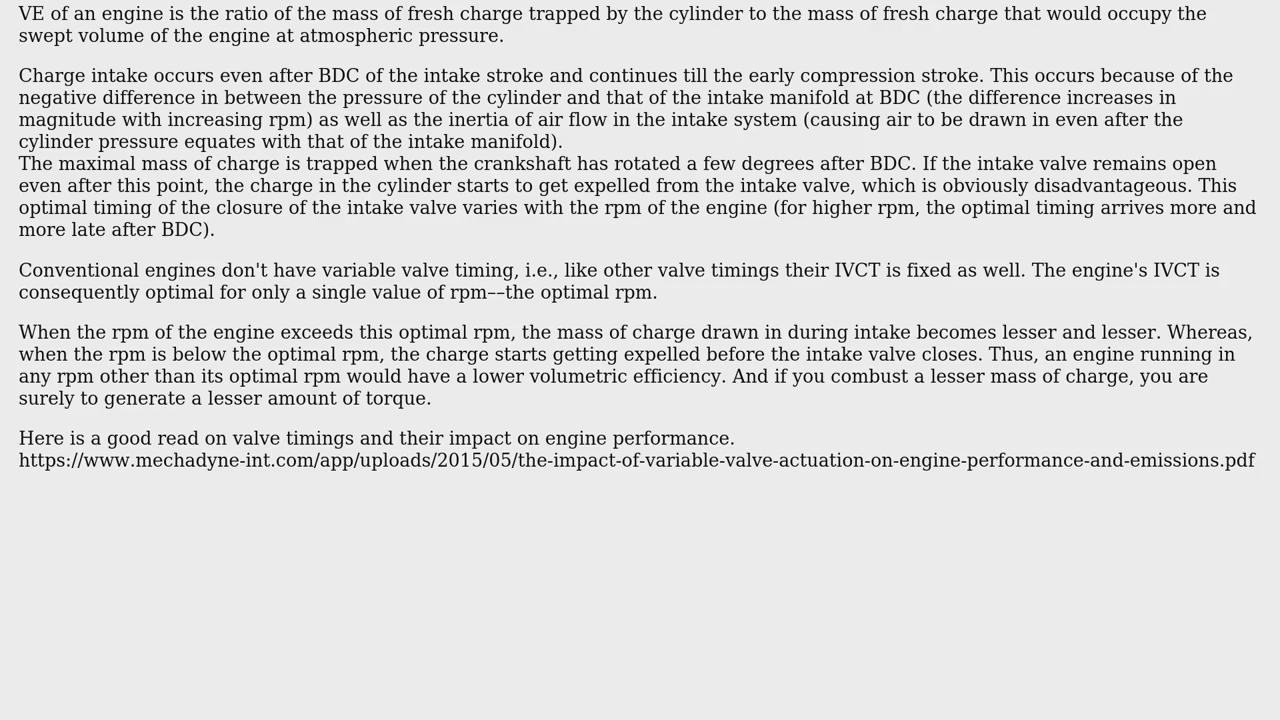 VE of an engine is the ratio of the mass of fresh charge trapped by the cylinder to the mass of fresh charge that would occupy the
swept volume of the engine at atmospheric pressure.
Charge intake occurs even after BDC of the intake stroke and continues till the early compression stroke. This occurs because of the
negative difference in between the pressure of the cylinder and that of the intake manifold at BDC (the difference increases in
magnitude with increasing rpm) as well as the inertia of air flow in the intake system (causing air to be drawn in even after the
cylinder pressure equates with that of the intake manifold).
The maximal mass of charge is trapped when the crankshaft has rotated a few degrees after BDC. If the intake valve remains open
even after this point, the charge in the cylinder starts to get expelled from the intake valve, which is obviously disadvantageous. This
optimal timing of the closure of the intake valve varies with the rpm of the engine (for higher rpm, the optimal timing arrives more and
more late after BDC).
Conventional engines don't have variable valve timing, i.e., like other valve timings their IVCT is fixed as well. The engine's IVCT is
consequently optimal for only a single value of rpm––the optimal rpm.
When the rpm of the engine exceeds this optimal rpm, the mass of charge drawn in during intake becomes lesser and lesser. Whereas,
when the rpm is below the optimal rpm, the charge starts getting expelled before the intake valve closes. Thus, an engine running in
any rpm other than its optimal rpm would have a lower volumetric efficiency. And if you combust a lesser mass of charge, you are
surely to generate a lesser amount of torque.
Here is a good read on valve timings and their impact on engine performance.
https://www.mechadyne-int.com/app/uploads/2015/05/the-impact-of-variable-valve-actuation-on-engine-performance-and-emissions.pdf